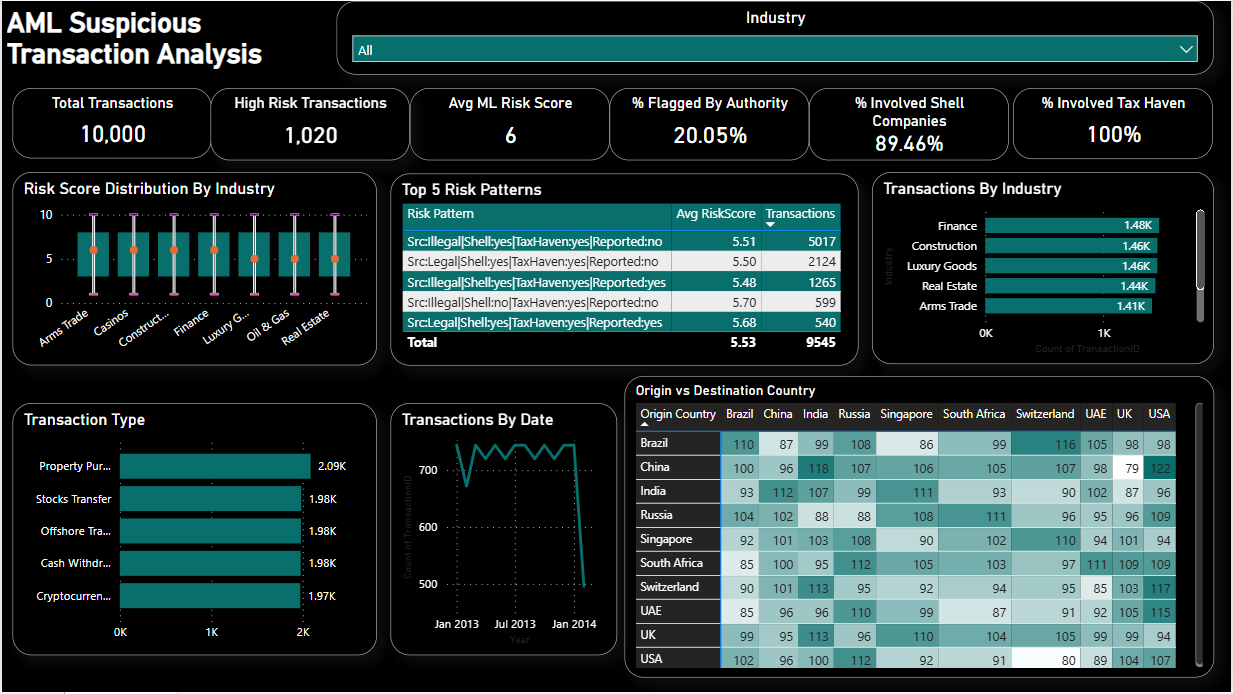 AML Suspicious
Transaction Analysis
Industry
All
Total Transactions
10,000
High Risk Transactions
1,020
Avg ML Risk Score
6
% Flagged By Authority
20.05%
% Involved Shell
Companies
89.46%
% Involved Tax Haven
100%
Risk Score Distribution By Industry
10
5
0
Arms Trade
Casinos
Construct...
Finance
Luxury G...
Oil & Gas
Real Estate
Top 5 Risk Patterns
Risk Pattern Avg RiskScore Transactions
Src:Illegal|Shell:yes|TaxHaven:yes|Reported:no 5.51 5017
Src:Legal|Shell:yes|TaxHaven:yes|Reported:no 5.50 2124
Src:Illegal|Shell:yes|TaxHaven:yes|Reported:yes 5.48 1265
Src:Illegal|Shell:no|TaxHaven:yes|Reported:no 5.70 599
Src:Legal|Shell:yes|TaxHaven:yes|Reported:yes 5.68 540
Total 5.53 9545
Transactions By Industry
Industry
Finance 1.48K
Construction 1.46K
Luxury Goods 1.46K
Real Estate 1.44K
Arms Trade 1.41K
0K 1K
Count of TransactionID
Transaction Type
Property Pur... 2.09K
Stocks Transfer 1.98K
Offshore Tra... 1.98K
Cash Withdr... 1.98K
Cryptocurren... 1.97K
0K 1K 2K
Transactions By Date
Count of TransactionID
700
600
500
Jan 2013 Jul 2013 Jan 2014
Year
Origin vs Destination Country
Origin Country Brazil China India Russia Singapore South Africa Switzerland UAE UK USA
Brazil 110 87 99 108 86 99 116 105 98 98
China 100 96 118 107 106 105 107 98 79 122
India 93 112 107 99 111 93 90 102 87 96
Russia 104 102 88 88 108 111 96 95 96 109
Singapore 92 101 103 108 90 102 110 94 101 94
South Africa 85 100 95 112 105 103 97 111 109 109
Switzerland 90 101 113 95 92 94 95 85 103 117
UAE 85 96 96 110 99 87 91 92 105 115
UK 99 95 113 96 110 104 105 99 99 94
USA 102 96 100 112 92 91 80 89 104 107